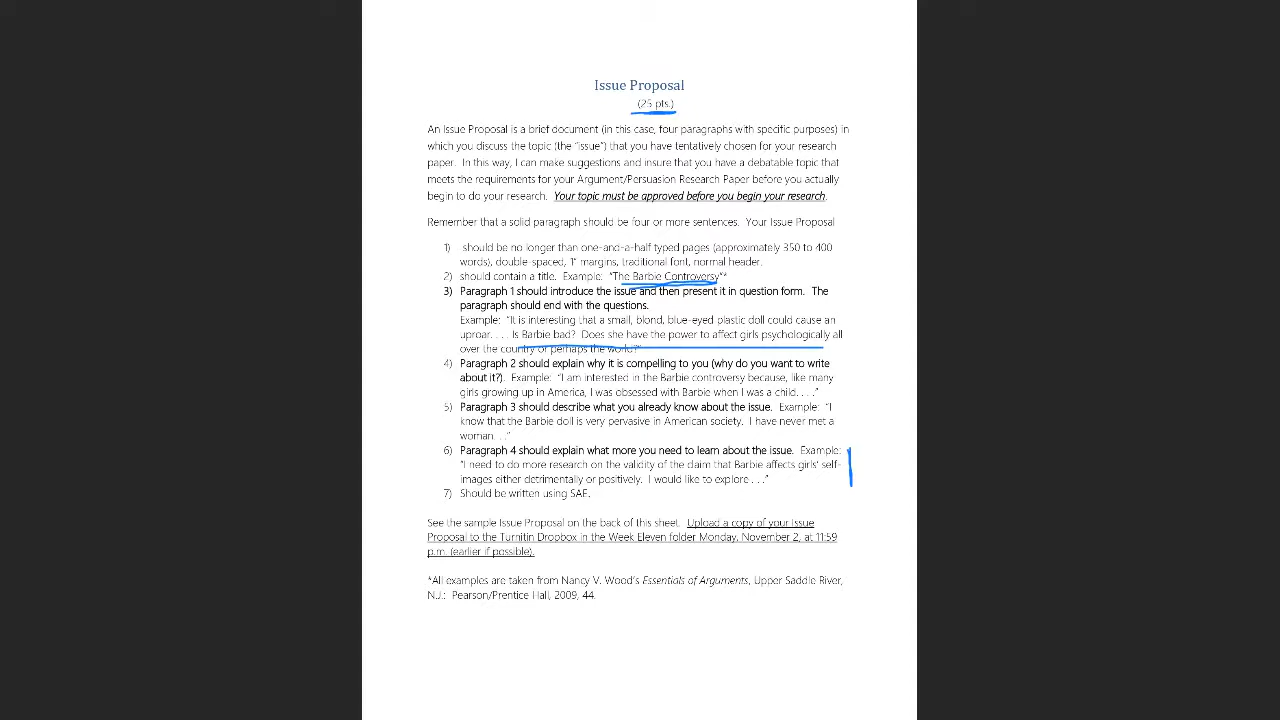 Issue Proposal
(25 pts.)
An Issue Proposal is a brief document (in this case, four paragraphs with specific purposes) in
which you discuss the topic (the “issue”) that you have tentatively chosen for your research
paper. In this way, I can make suggestions and insure that you have a debatable topic that
meets the requirements for your Argument/Persuasion Research Paper before you actually
begin to do your research. Your topic must be approved before you begin your research.
Remember that a solid paragraph should be four or more sentences. Your Issue Proposal
1) should be no longer than one-and-a-half typed pages (approximately 350 to 400
words), double-spaced, 1" margins, traditional font, normal header.
2) should contain a title. Example: “The Barbie Controversy”*
3) Paragraph 1 should introduce the issue and then present it in question form. The
paragraph should end with the questions.
Example: “It is interesting that a small, blond, blue-eyed plastic doll could cause an
uproar. . . . Is Barbie bad? Does she have the power to affect girls psychologically all
over the country or perhaps the world?”
4) Paragraph 2 should explain why it is compelling to you (why do you want to write
about it?). Example: “I am interested in the Barbie controversy because, like many
girls growing up in America, I was obsessed with Barbie when I was a child. . . .”
5) Paragraph 3 should describe what you already know about the issue. Example: “I
know that the Barbie doll is very pervasive in American society. I have never met a
woman. . .”
6) Paragraph 4 should explain what more you need to learn about the issue. Example:
“I need to do more research on the validity of the claim that Barbie affects girls’ self-
images either detrimentally or positively. I would like to explore . . .”
7) Should be written using SAE.
See the sample Issue Proposal on the back of this sheet. Upload a copy of your Issue
Proposal to the Turnitin Dropbox in the Week Eleven folder Monday, November 2, at 11:59
p.m. (earlier if possible).
*All examples are taken from Nancy V. Wood’s Essentials of Arguments, Upper Saddle River,
N.J.: Pearson/Prentice Hall, 2009, 44.